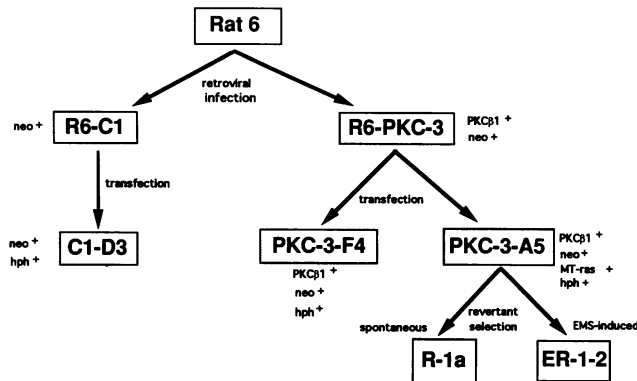 Rat 6
retroviral
infection
neo +
R6-C1
R6-PKC-3
PKCβ1 +
neo +
transfection
transfection
neo +
hph +
C1-D3
PKC-3-F4
PKC-3-A5
PKCβ1 +
neo +
MT-ras +
hph +
PKCβ1 +
neo +
hph +
spontaneous
revertant
selection
EMS-induced
R-1a
ER-1-2